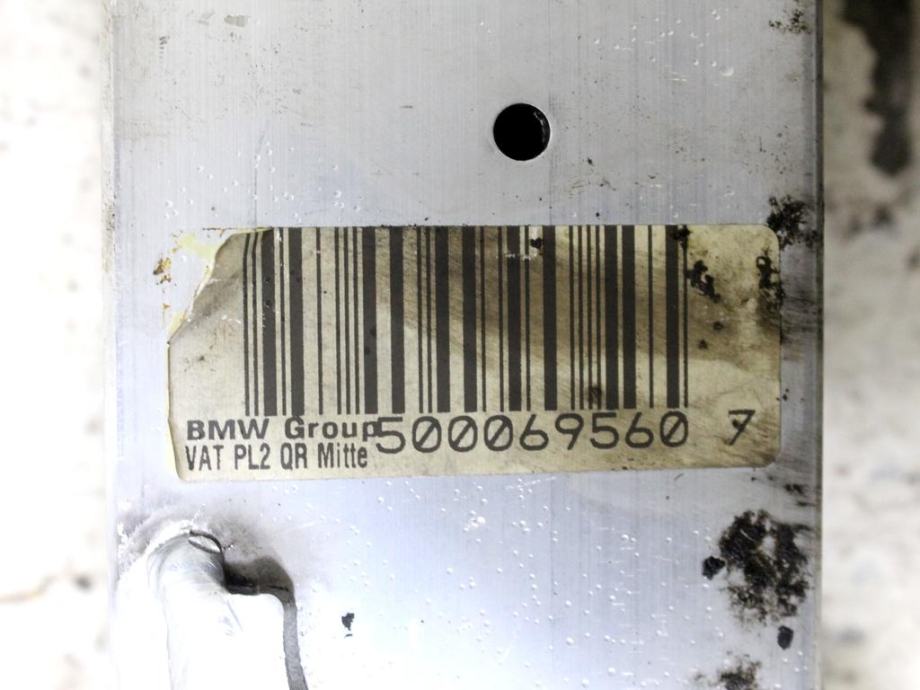 BMW Group 500069560 7
VAT PL2 QR Mitte